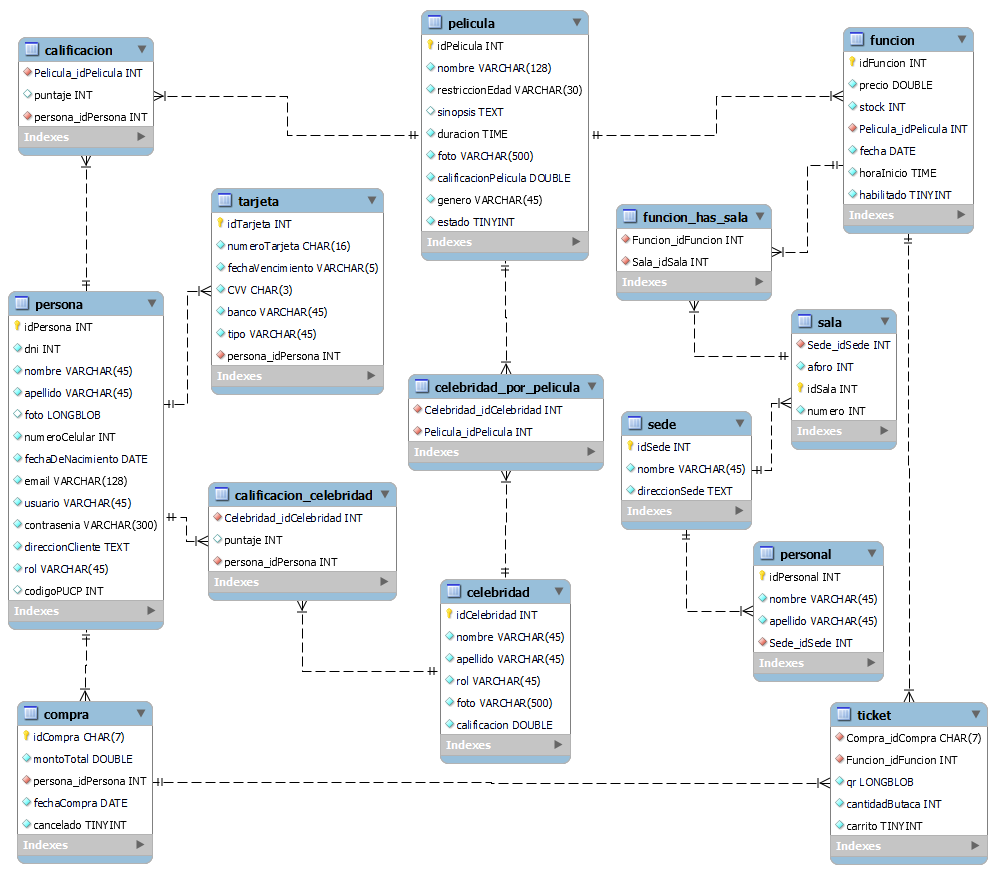 calificacion
Pelicula_idPelicula INT
puntaje INT
persona_idPersona INT
Indexes
pelicula
idPelicula INT
nombre VARCHAR(128)
restriccionEdad VARCHAR(30)
sinopsis TEXT
duracion TIME
foto VARCHAR(500)
calificacionPelicula DOUBLE
genero VARCHAR(45)
estado TINYINT
Indexes
funcion
idFuncion INT
precio DOUBLE
stock INT
Pelicula_idPelicula INT
fecha DATE
horaInicio TIME
habilitado TINYINT
Indexes
tarjeta
idTarjeta INT
numeroTarjeta CHAR(16)
fechaVencimiento VARCHAR(5)
CVV CHAR(3)
banco VARCHAR(45)
tipo VARCHAR(45)
persona_idPersona INT
Indexes
funcion_has_sala
Funcion_idFuncion INT
Sala_idSala INT
Indexes
persona
idPersona INT
dni INT
nombre VARCHAR(45)
apellido VARCHAR(45)
foto LONGBLOB
numeroCelular INT
fechaDeNacimiento DATE
email VARCHAR(128)
usuario VARCHAR(45)
contrasenia VARCHAR(300)
direccionCliente TEXT
rol VARCHAR(45)
codigoPUCP INT
Indexes
sala
Sede_idSede INT
aforo INT
idSala INT
numero INT
Indexes
celebridad_por_pelicula
Celebridad_idCelebridad INT
Pelicula_idPelicula INT
Indexes
sede
idSede INT
nombre VARCHAR(45)
direccionSede TEXT
Indexes
calificacion_celebridad
Celebridad_idCelebridad INT
puntaje INT
persona_idPersona INT
Indexes
personal
idPersonal INT
nombre VARCHAR(45)
apellido VARCHAR(45)
Sede_idSede INT
Indexes
celebridad
idCelebridad INT
nombre VARCHAR(45)
apellido VARCHAR(45)
rol VARCHAR(45)
foto VARCHAR(500)
calificacion DOUBLE
Indexes
compra
idCompra CHAR(7)
montoTotal DOUBLE
persona_idPersona INT
fechaCompra DATE
cancelado TINYINT
Indexes
ticket
Compra_idCompra CHAR(7)
Funcion_idFuncion INT
qr LONGBLOB
cantidadButaca INT
carrito TINYINT
Indexes